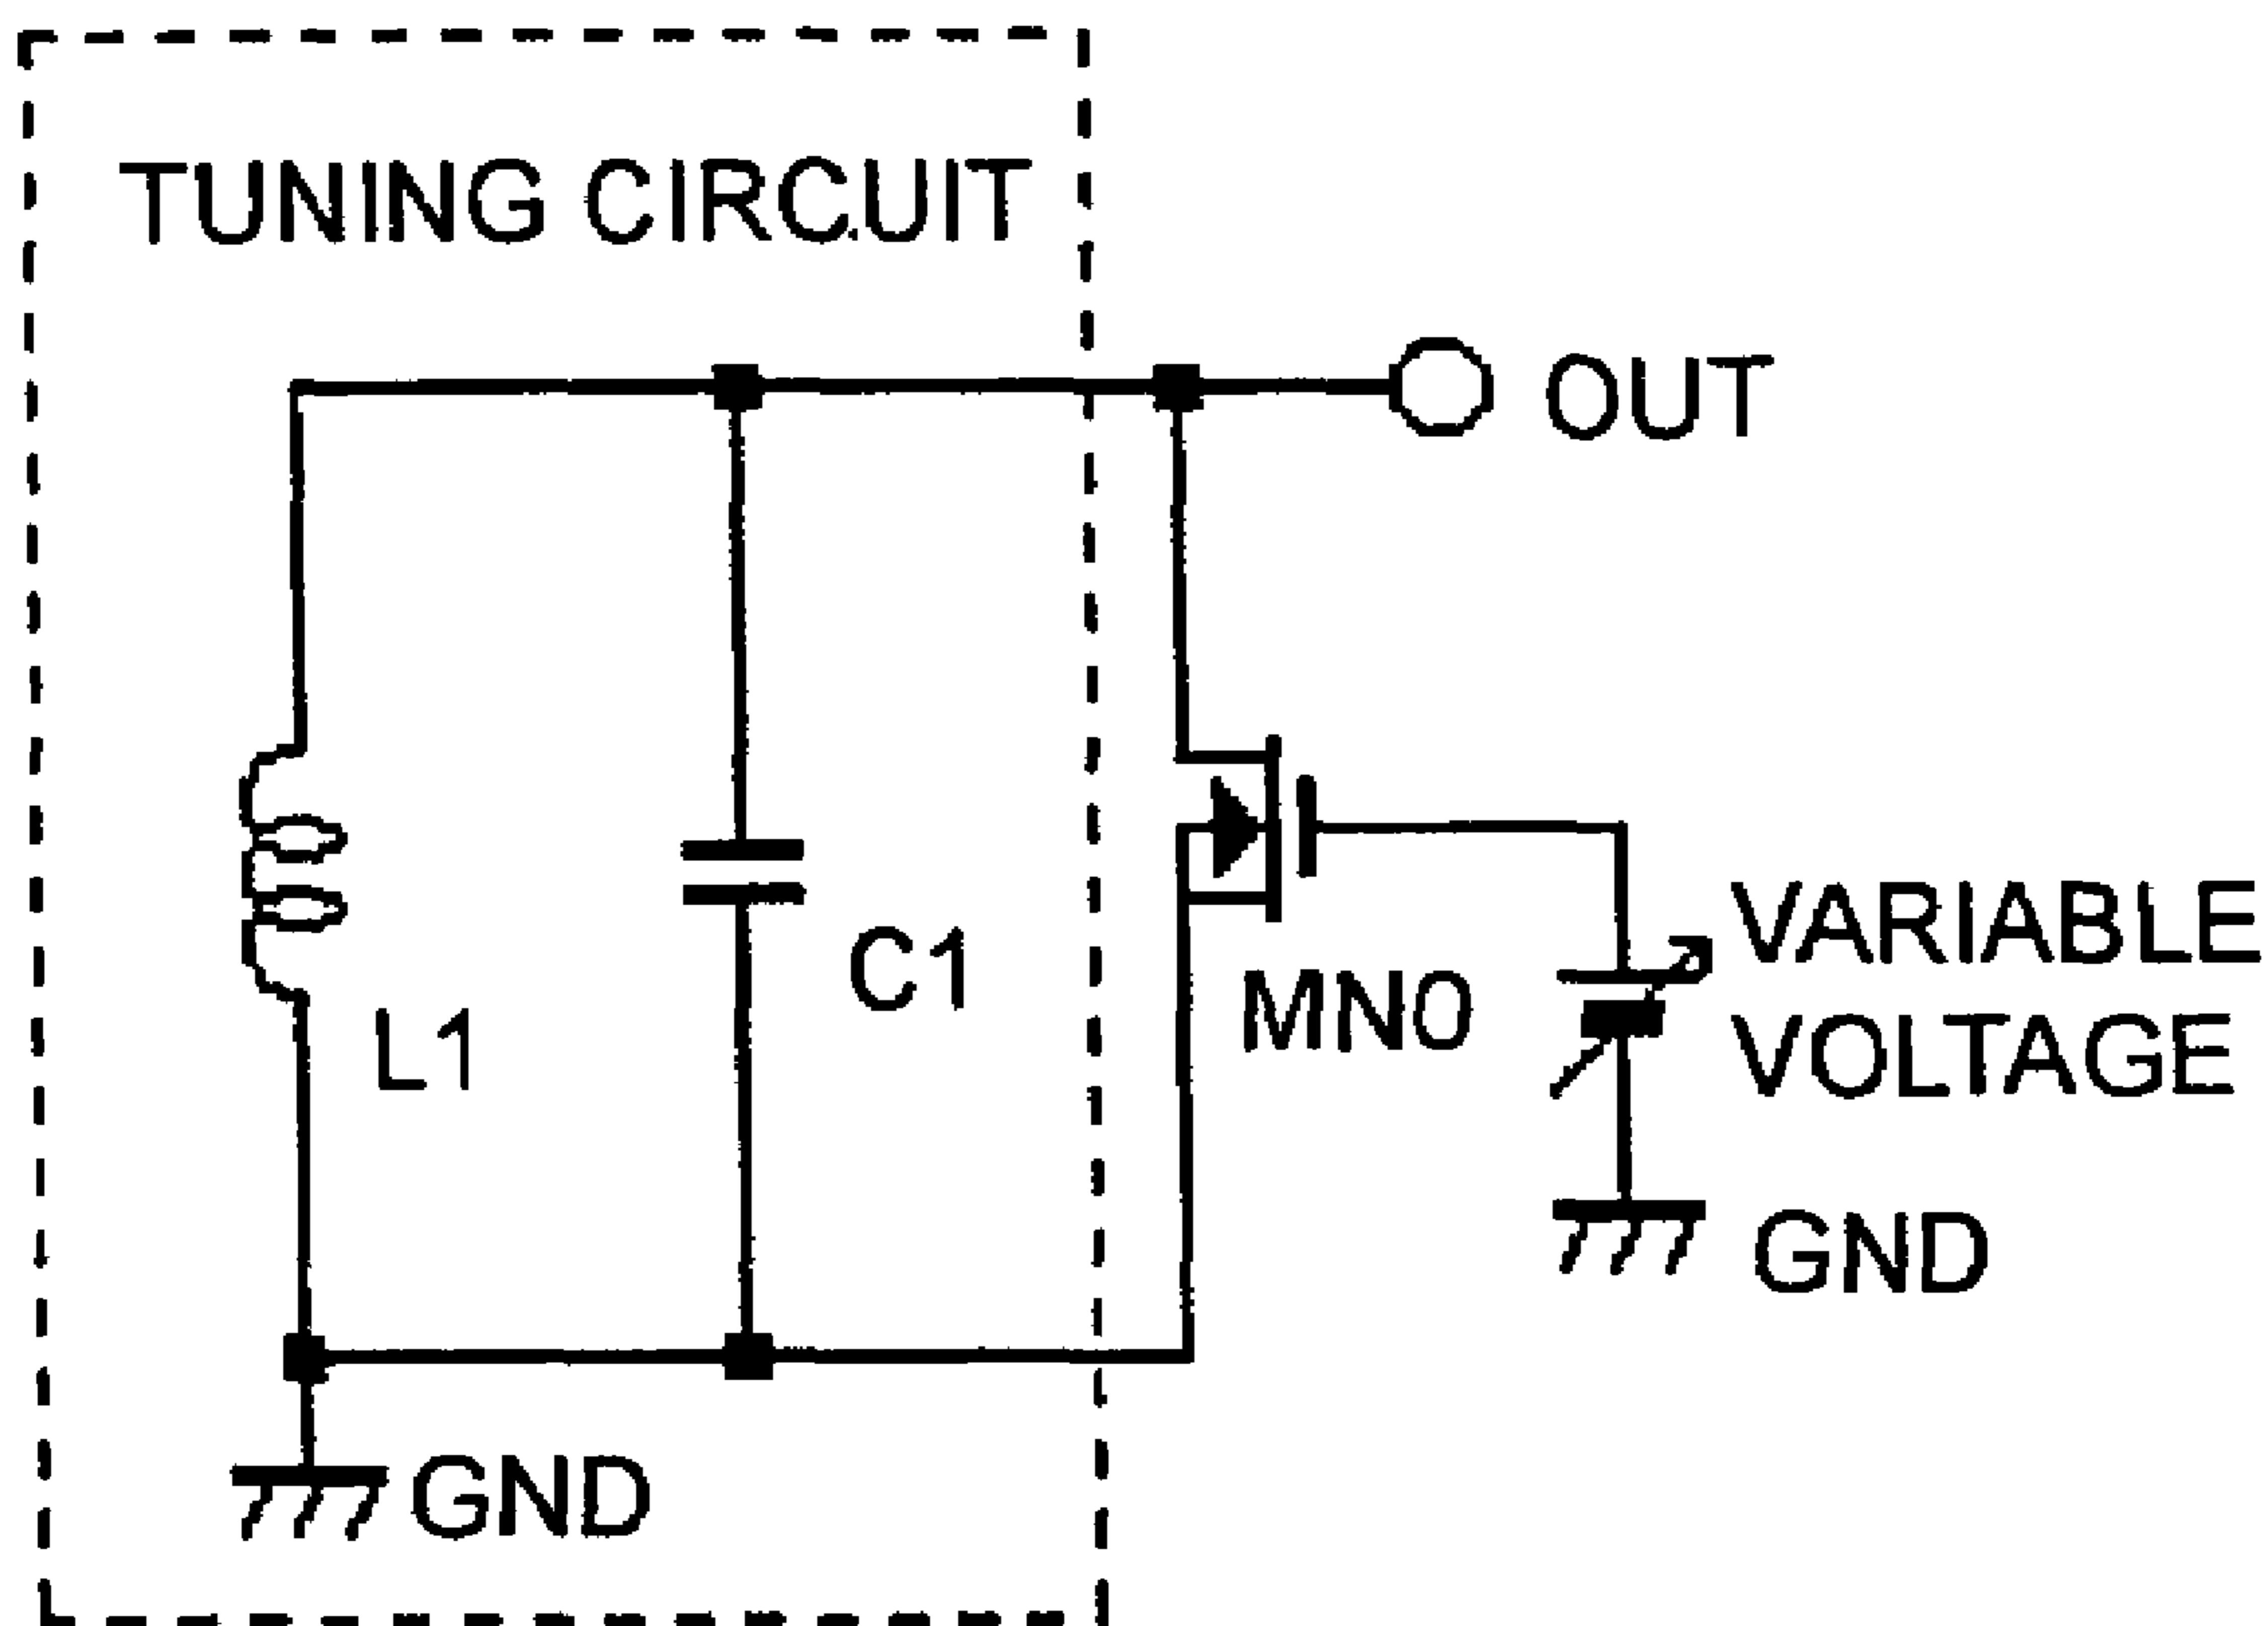 TUNING CIRCUIT
OUT
VARIABLE
VOLTAGE
C1
MN0
L1
GND
GND